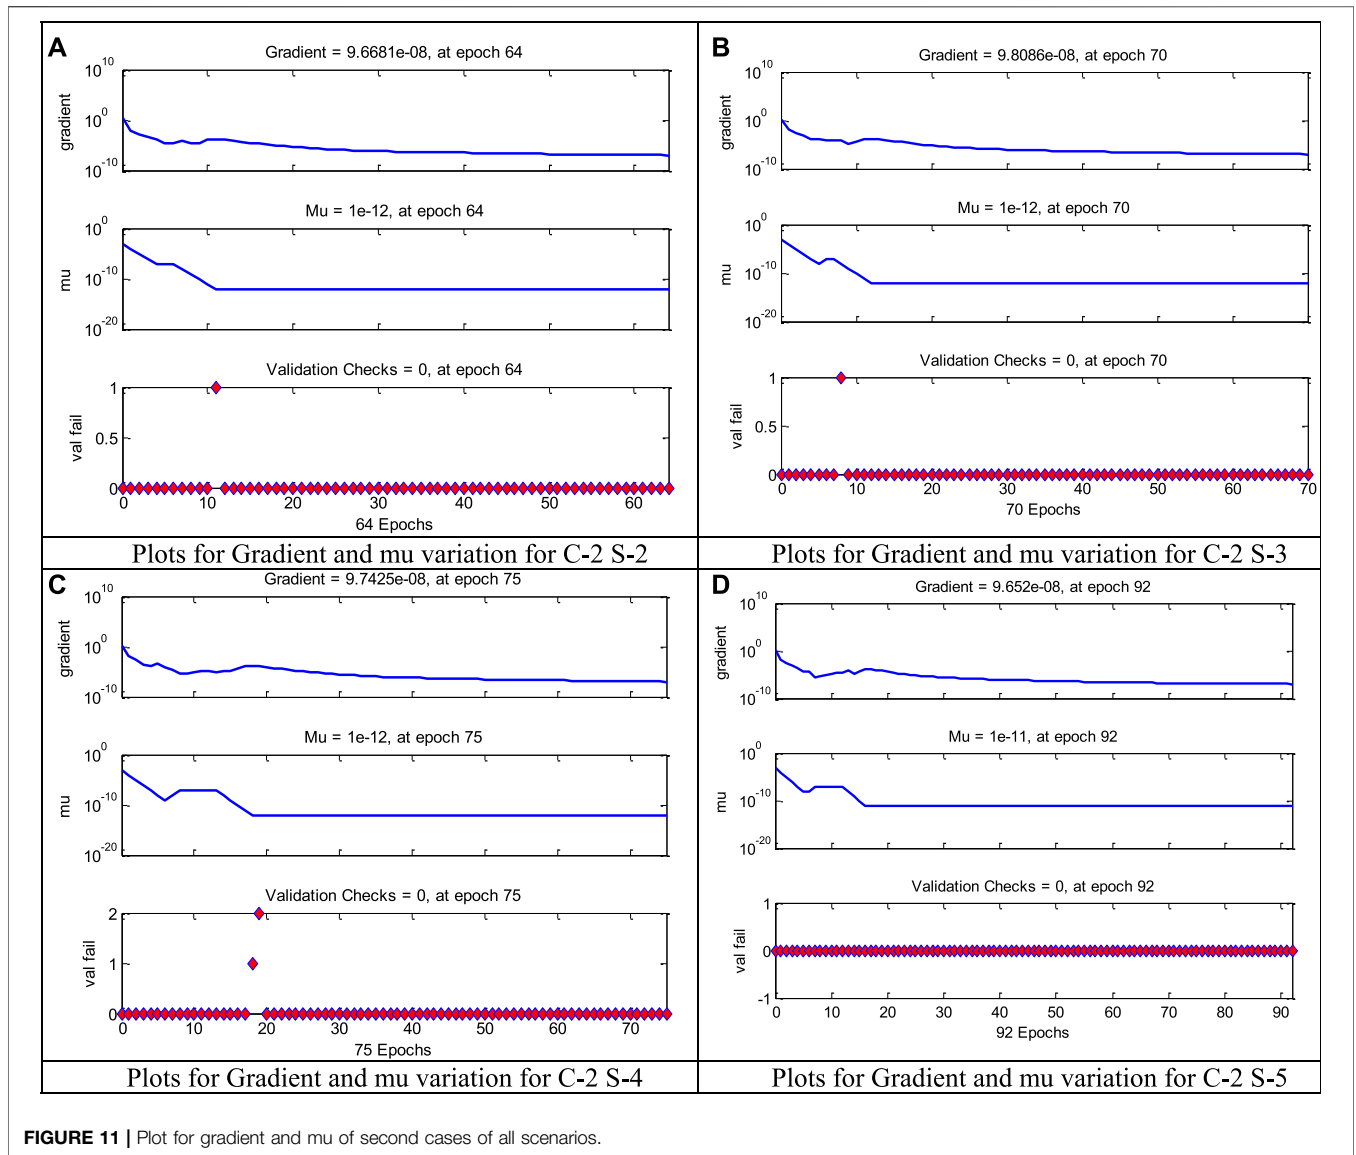 A
Gradient = 9.6681e-08, at epoch 64
10^10
10^0
10^-10
gradient
Mu = 1e-12, at epoch 64
10^0
10^-10
10^-20
mu
Validation Checks = 0, at epoch 64
1
0.5
0
val fail
0 10 20 30 40 50 60
64 Epochs
Plots for Gradient and mu variation for C-2 S-2
B
Gradient = 9.8086e-08, at epoch 70
10^10
10^0
10^-10
gradient
Mu = 1e-12, at epoch 70
10^0
10^-10
10^-20
mu
Validation Checks = 0, at epoch 70
1
0.5
0
val fail
0 10 20 30 40 50 60 70
70 Epochs
Plots for Gradient and mu variation for C-2 S-3
C
Gradient = 9.7425e-08, at epoch 75
10^10
10^0
10^-10
gradient
Mu = 1e-12, at epoch 75
10^0
10^-10
10^-20
mu
Validation Checks = 0, at epoch 75
2
1
0
val fail
0 10 20 30 40 50 60 70
75 Epochs
Plots for Gradient and mu variation for C-2 S-4
D
Gradient = 9.652e-08, at epoch 92
10^10
10^0
10^-10
gradient
Mu = 1e-11, at epoch 92
10^0
10^-10
10^-20
mu
Validation Checks = 0, at epoch 92
1
0
-1
val fail
0 10 20 30 40 50 60 70 80 90
92 Epochs
Plots for Gradient and mu variation for C-2 S-5
FIGURE 11 | Plot for gradient and mu of second cases of all scenarios.